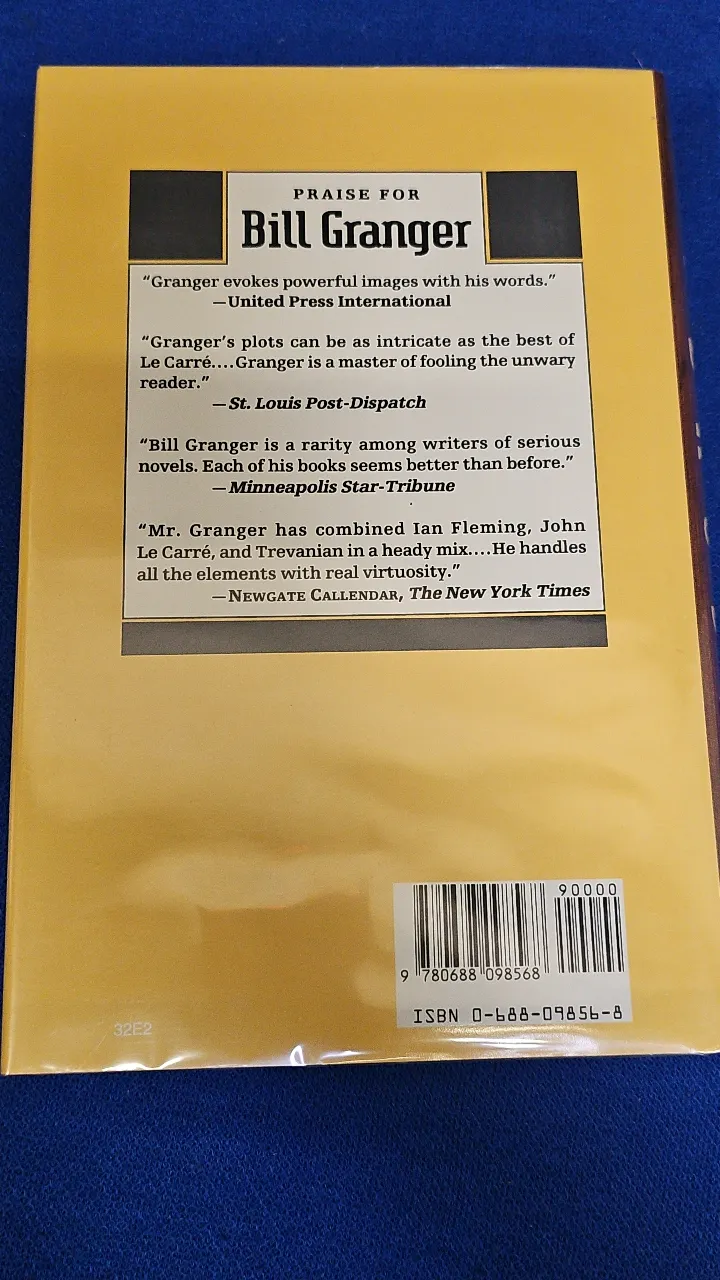 PRAISE FOR
Bill Granger
“Granger evokes powerful images with his words.”
—United Press International
“Granger’s plots can be as intricate as the best of
Le Carré....Granger is a master of fooling the unwary
reader.”
—St. Louis Post-Dispatch
“Bill Granger is a rarity among writers of serious
novels. Each of his books seems better than before.”
—Minneapolis Star-Tribune
“Mr. Granger has combined Ian Fleming, John
Le Carré, and Trevanian in a heady mix....He handles
all the elements with real virtuosity.”
—NEWGATE CALLENDAR, The New York Times
90000
9 780688 098568
ISBN 0-688-09856-8
32E2